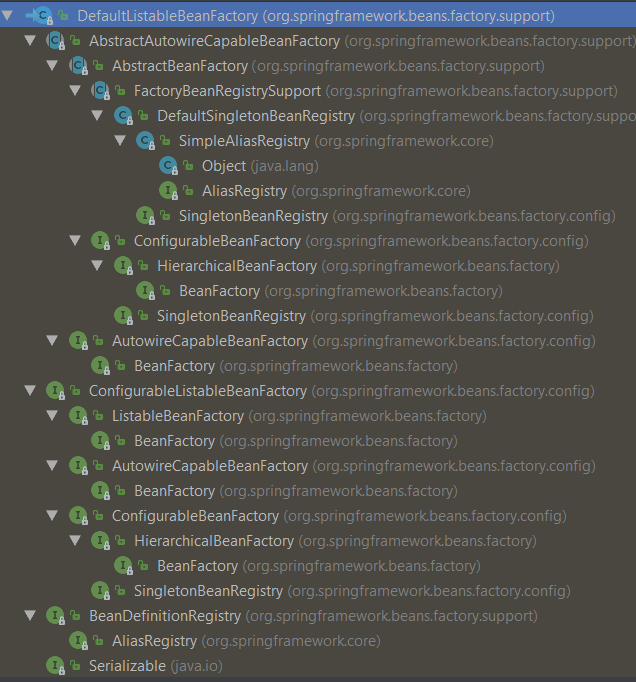 DefaultListableBeanFactory (org.springframework.beans.factory.support)
AbstractAutowireCapableBeanFactory (org.springframework.beans.factory.support)
AbstractBeanFactory (org.springframework.beans.factory.support)
FactoryBeanRegistrySupport (org.springframework.beans.factory.support)
DefaultSingletonBeanRegistry (org.springframework.beans.factory.suppo
SimpleAliasRegistry (org.springframework.core)
Object (java.lang)
AliasRegistry (org.springframework.core)
SingletonBeanRegistry (org.springframework.beans.factory.config)
ConfigurableBeanFactory (org.springframework.beans.factory.config)
HierarchicalBeanFactory (org.springframework.beans.factory)
BeanFactory (org.springframework.beans.factory)
SingletonBeanRegistry (org.springframework.beans.factory.config)
AutowireCapableBeanFactory (org.springframework.beans.factory.config)
BeanFactory (org.springframework.beans.factory)
ConfigurableListableBeanFactory (org.springframework.beans.factory.config)
ListableBeanFactory (org.springframework.beans.factory)
BeanFactory (org.springframework.beans.factory)
AutowireCapableBeanFactory (org.springframework.beans.factory.config)
BeanFactory (org.springframework.beans.factory)
ConfigurableBeanFactory (org.springframework.beans.factory.config)
HierarchicalBeanFactory (org.springframework.beans.factory)
BeanFactory (org.springframework.beans.factory)
SingletonBeanRegistry (org.springframework.beans.factory.config)
BeanDefinitionRegistry (org.springframework.beans.factory.support)
AliasRegistry (org.springframework.core)
Serializable (java.io)